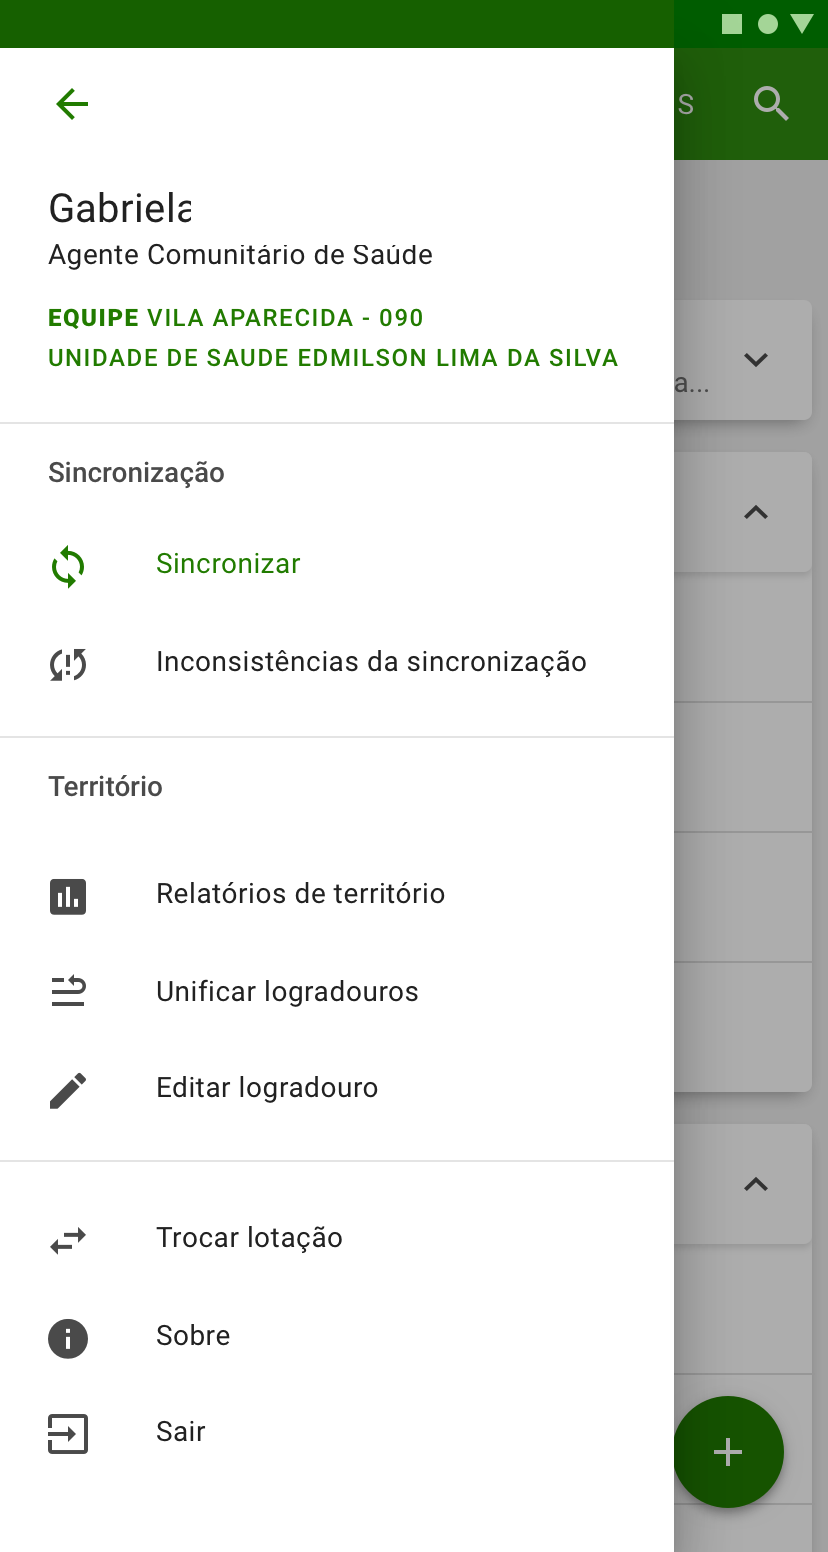 S
Gabriela
Agente Comunitário de Saúde
EQUIPE VILA APARECIDA - 090
UNIDADE DE SAUDE EDMILSON LIMA DA SILVA
a...
Sincronização
Sincronizar
Inconsistências da sincronização
Território
Relatórios de território
Unificar logradouros
Editar logradouro
Trocar lotação
Sobre
Sair